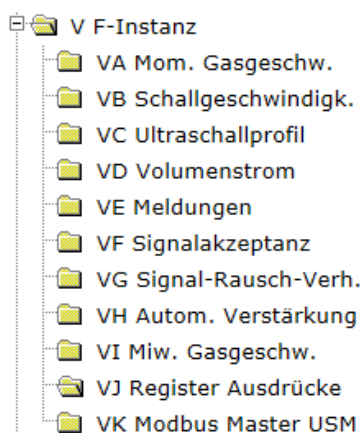 V F-Instanz
VA Mom. Gasgeschw.
VB Schallgeschwindigk.
VC Ultraschallprofil
VD Volumenstrom
VE Meldungen
VF Signalakzeptanz
VG Signal-Rausch-Verh.
VH Autom. Verstärkung
VI Miw. Gasgeschw.
VJ Register Ausdrücke
VK Modbus Master USM